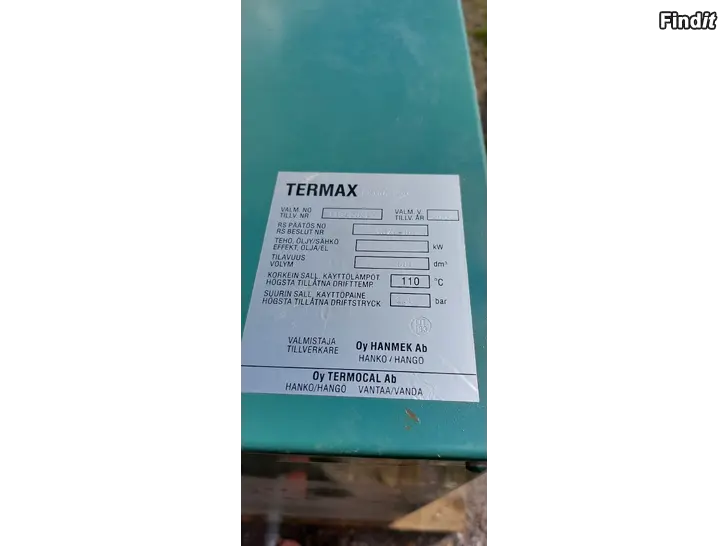 Findit
TERMAX
VALM. NO
TILLV. NR
VALM. V.
TILLV. ÅR
RS PÄÄTÖS NO
RS BESLUT NR
TEHO, ÖLJY/SÄHKÖ
EFFEKT, OLJA/EL
kW
TILAVUUS
VOLYM
dm³
KORKEIN SALL. KÄYTTÖLÄMPÖT
HÖGSTA TILLÅTNA DRIFTTEMP.
110 °C
SUURIN SALL. KÄYTTÖPAINE
HÖGSTA TILLÅTNA DRIFTSTRYCK
bar
VALMISTAJA
TILLVERKARE
Oy HANMEK Ab
HANKO / HANGO
Oy TERMOCAL Ab
HANKO/HANGÖ VANTAA/VANDA